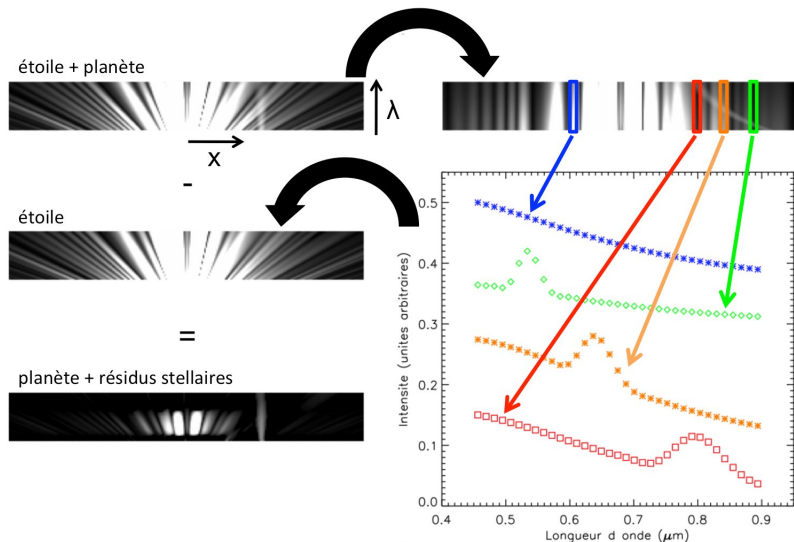 étoile + planète
λ
x
-
étoile
=
planète + résidus stellaires
Intensite (unites arbitraires)
0.5
0.4
0.3
0.2
0.1
0.0
0.4 0.5 0.6 0.7 0.8 0.9
Longueur d onde (μm)